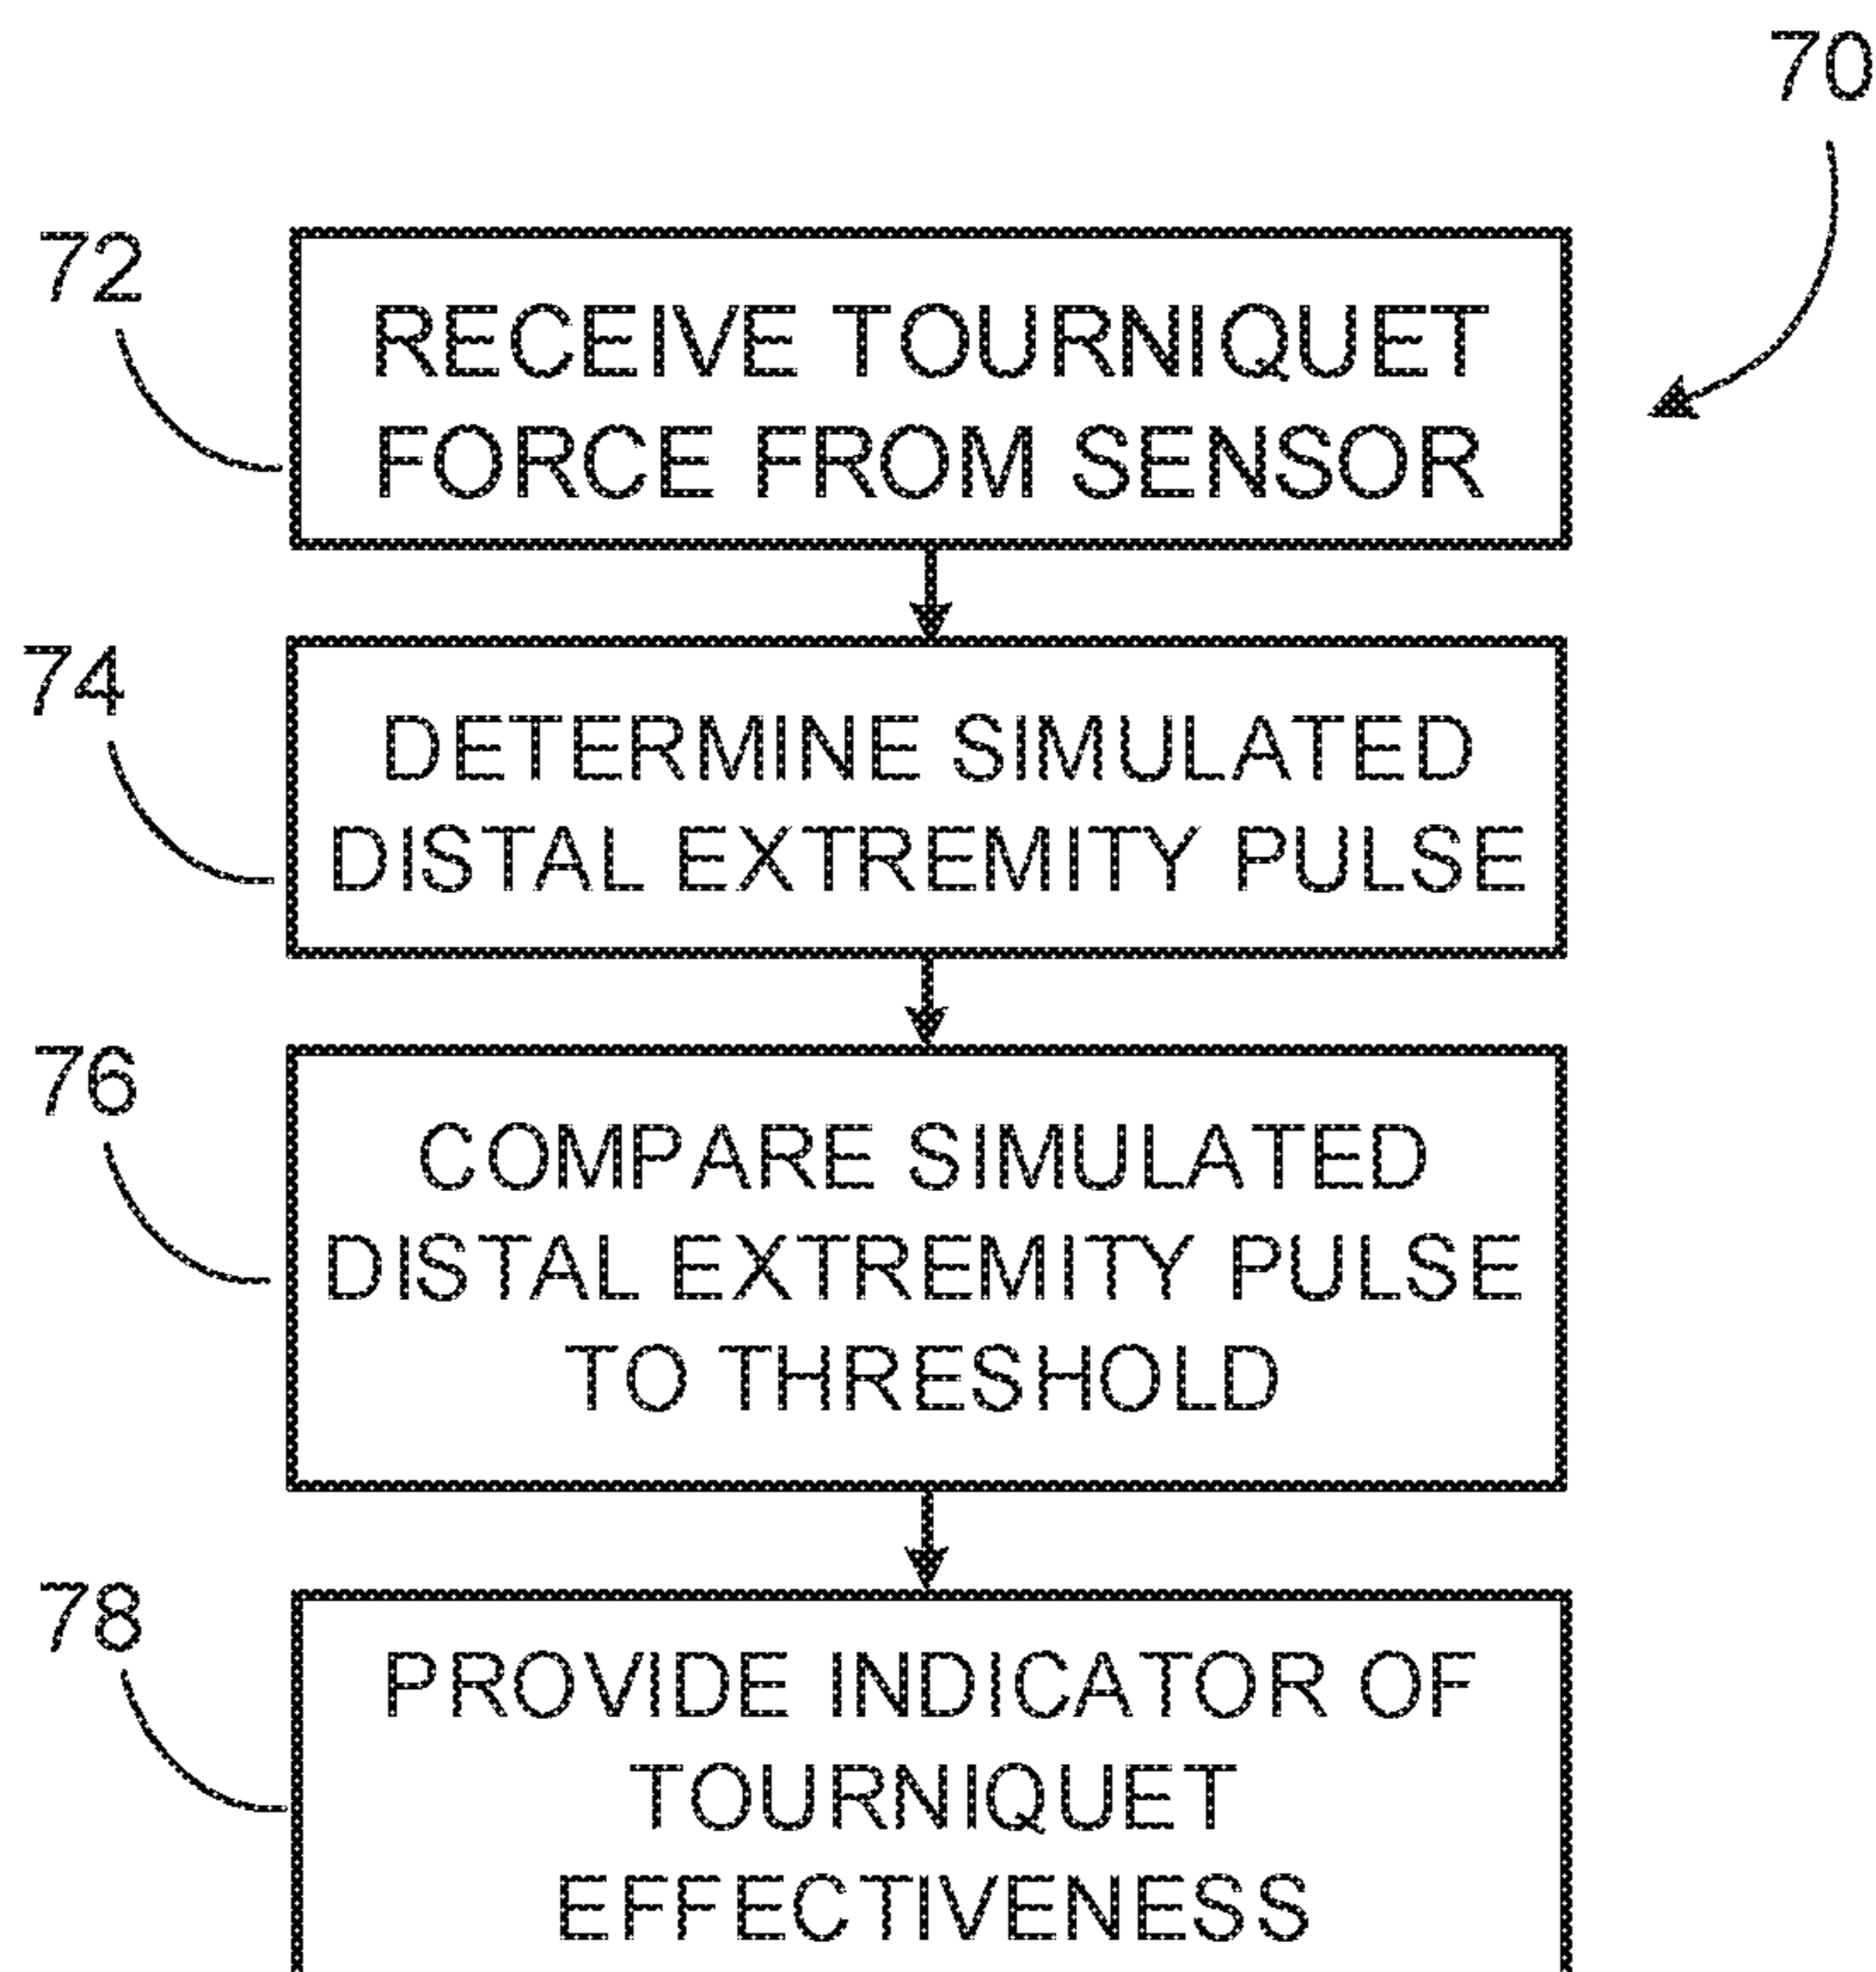 70
72
RECEIVE TOURNIQUET
FORCE FROM SENSOR
74
DETERMINE SIMULATED
DISTAL EXTREMITY PULSE
76
COMPARE SIMULATED
DISTAL EXTREMITY PULSE
TO THRESHOLD
78
PROVIDE INDICATOR OF
TOURNIQUET
EFFECTIVENESS